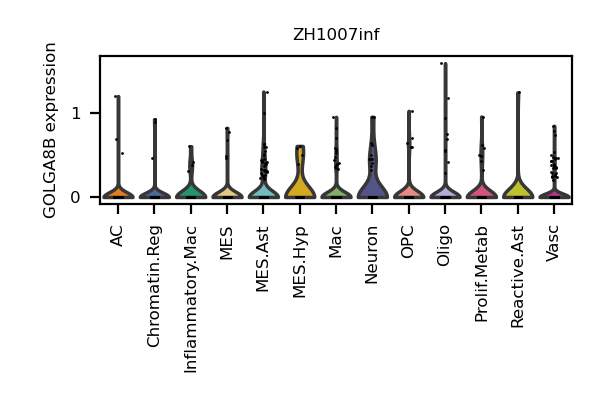 ZH1007inf
GOLGA8B expression
1
0
AC
Chromatin.Reg
Inflammatory.Mac
MES
MES.Ast
MES.Hyp
Mac
Neuron
OPC
Oligo
Prolif.Metab
Reactive.Ast
Vasc